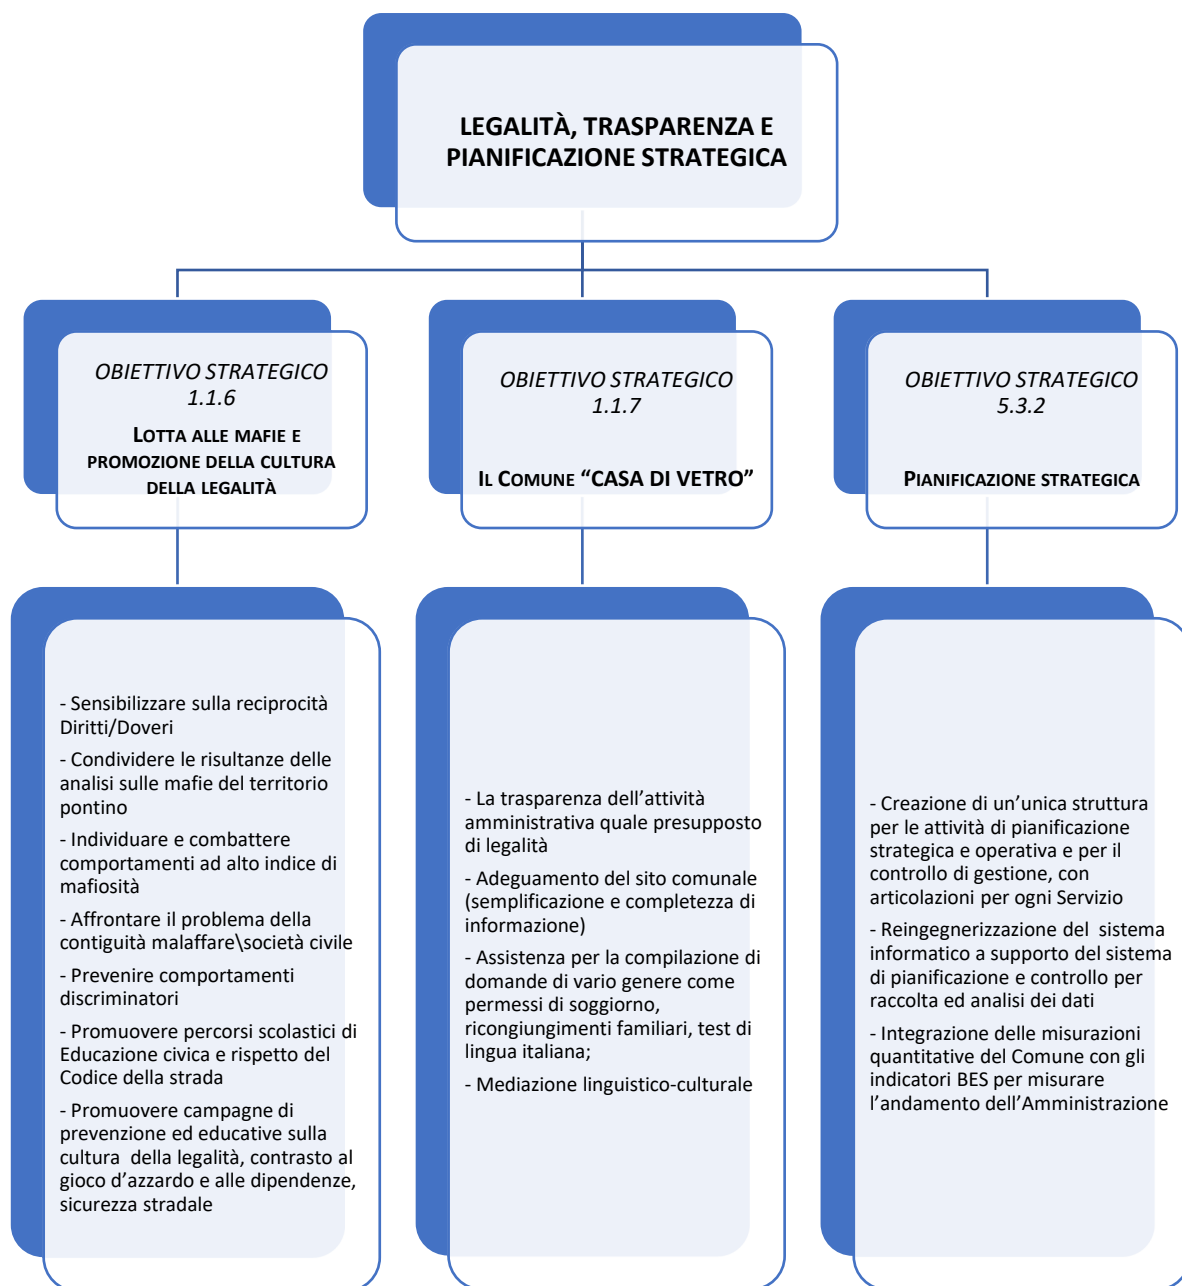 LEGALITÀ, TRASPARENZA E
PIANIFICAZIONE STRATEGICA
OBIETTIVO STRATEGICO
1.1.6
LOTTA ALLE MAFIE E
PROMOZIONE DELLA CULTURA
DELLA LEGALITÀ
OBIETTIVO STRATEGICO
1.1.7
IL COMUNE “CASA DI VETRO”
OBIETTIVO STRATEGICO
5.3.2
PIANIFICAZIONE STRATEGICA
- Sensibilizzare sulla reciprocità
Diritti/Doveri
- Condividere le risultanze delle
analisi sulle mafie del territorio
pontino
- Individuare e combattere
comportamenti ad alto indice di
mafiosità
- Affrontare il problema della
contiguità malaffare\società civile
- Prevenire comportamenti
discriminatori
- Promuovere percorsi scolastici di
Educazione civica e rispetto del
Codice della strada
- Promuovere campagne di
prevenzione ed educative sulla
cultura della legalità, contrasto al
gioco d’azzardo e alle dipendenze,
sicurezza stradale
- La trasparenza dell’attività
amministrativa quale presupposto
di legalità
- Adeguamento del sito comunale
(semplificazione e completezza di
informazione)
- Assistenza per la compilazione di
domande di vario genere come
permessi di soggiorno,
ricongiungimenti familiari, test di
lingua italiana;
- Mediazione linguistico-culturale
- Creazione di un’unica struttura
per le attività di pianificazione
strategica e operativa e per il
controllo di gestione, con
articolazioni per ogni Servizio
- Reingegnerizzazione del sistema
informatico a supporto del sistema
di pianificazione e controllo per
raccolta ed analisi dei dati
- Integrazione delle misurazioni
quantitative del Comune con gli
indicatori BES per misurare
l’andamento dell’Amministrazione